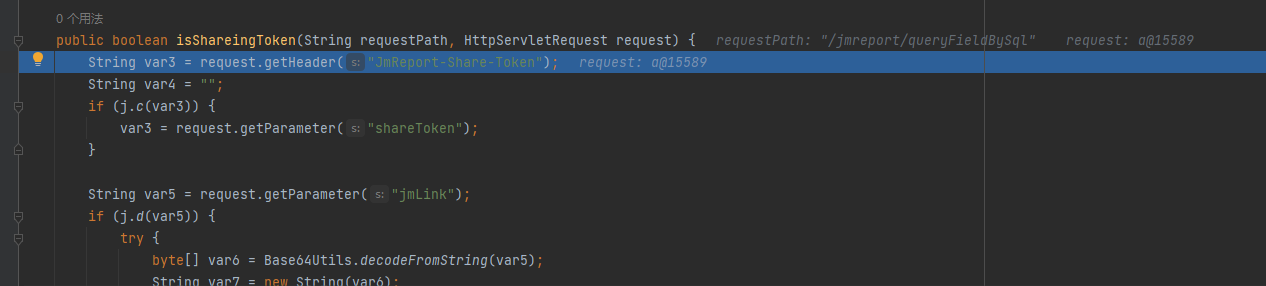 0 个用法
public boolean isShareingToken(String requestPath, HttpServletRequest request) { requestPath: "/jmreport/queryFieldBySql" request: a@15589
String var3 = request.getHeader( s: "JmReport-Share-Token"); request: a@15589
String var4 = "";
if (j.c(var3)) {
var3 = request.getParameter( s: "shareToken");
}
String var5 = request.getParameter( s: "jmLink");
if (j.d(var5)) {
try {
byte[] var6 = Base64Utils.decodeFromString(var5);
String var7 = new String(var6);